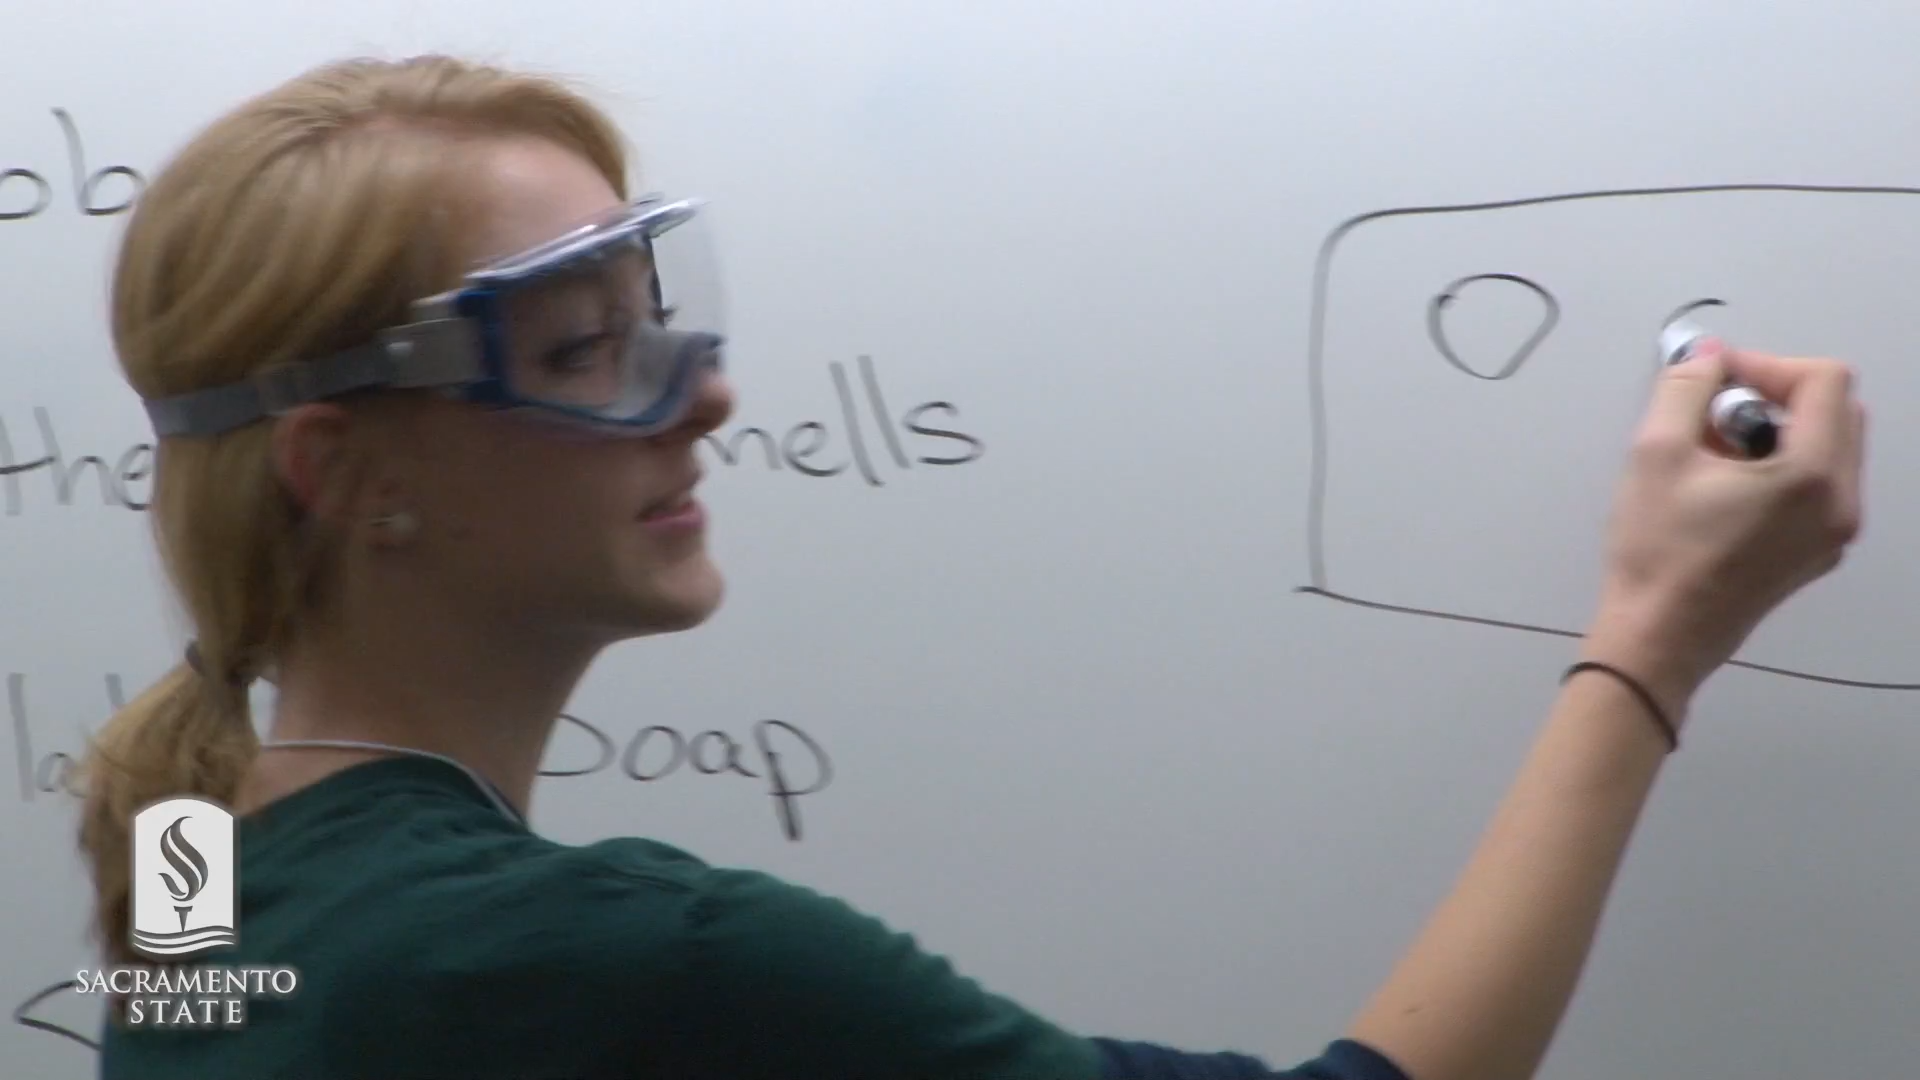 ob
the mells
la Soap
SACRAMENTO
STATE